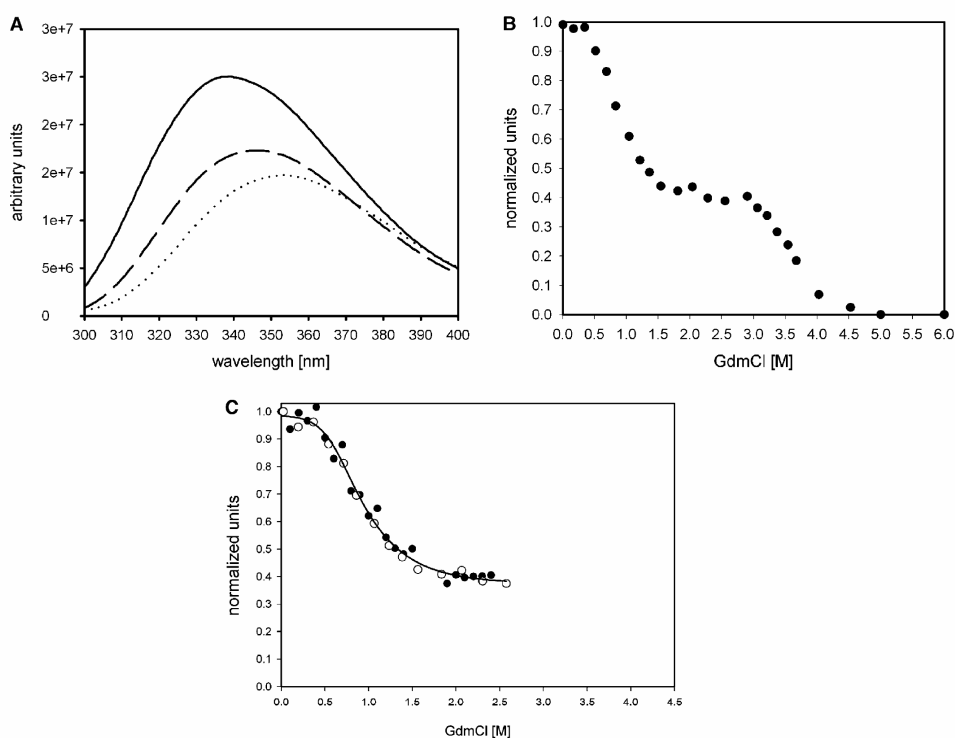 A
3e+7
3e+7
2e+7
2e+7
1e+7
5e+6
0
arbitrary units
300 310 320 330 340 350 360 370 380 390 400
wavelength [nm]
B
1.0
0.9
0.8
0.7
0.6
0.5
0.4
0.3
0.2
0.1
0.0
normalized units
0.0 0.5 1.0 1.5 2.0 2.5 3.0 3.5 4.0 4.5 5.0 5.5 6.0
GdmCl [M]
C
1.0
0.9
0.8
0.7
0.6
0.5
0.4
0.3
0.2
0.1
0.0
normalized units
0.0 0.5 1.0 1.5 2.0 2.5 3.0 3.5 4.0 4.5
GdmCl [M]